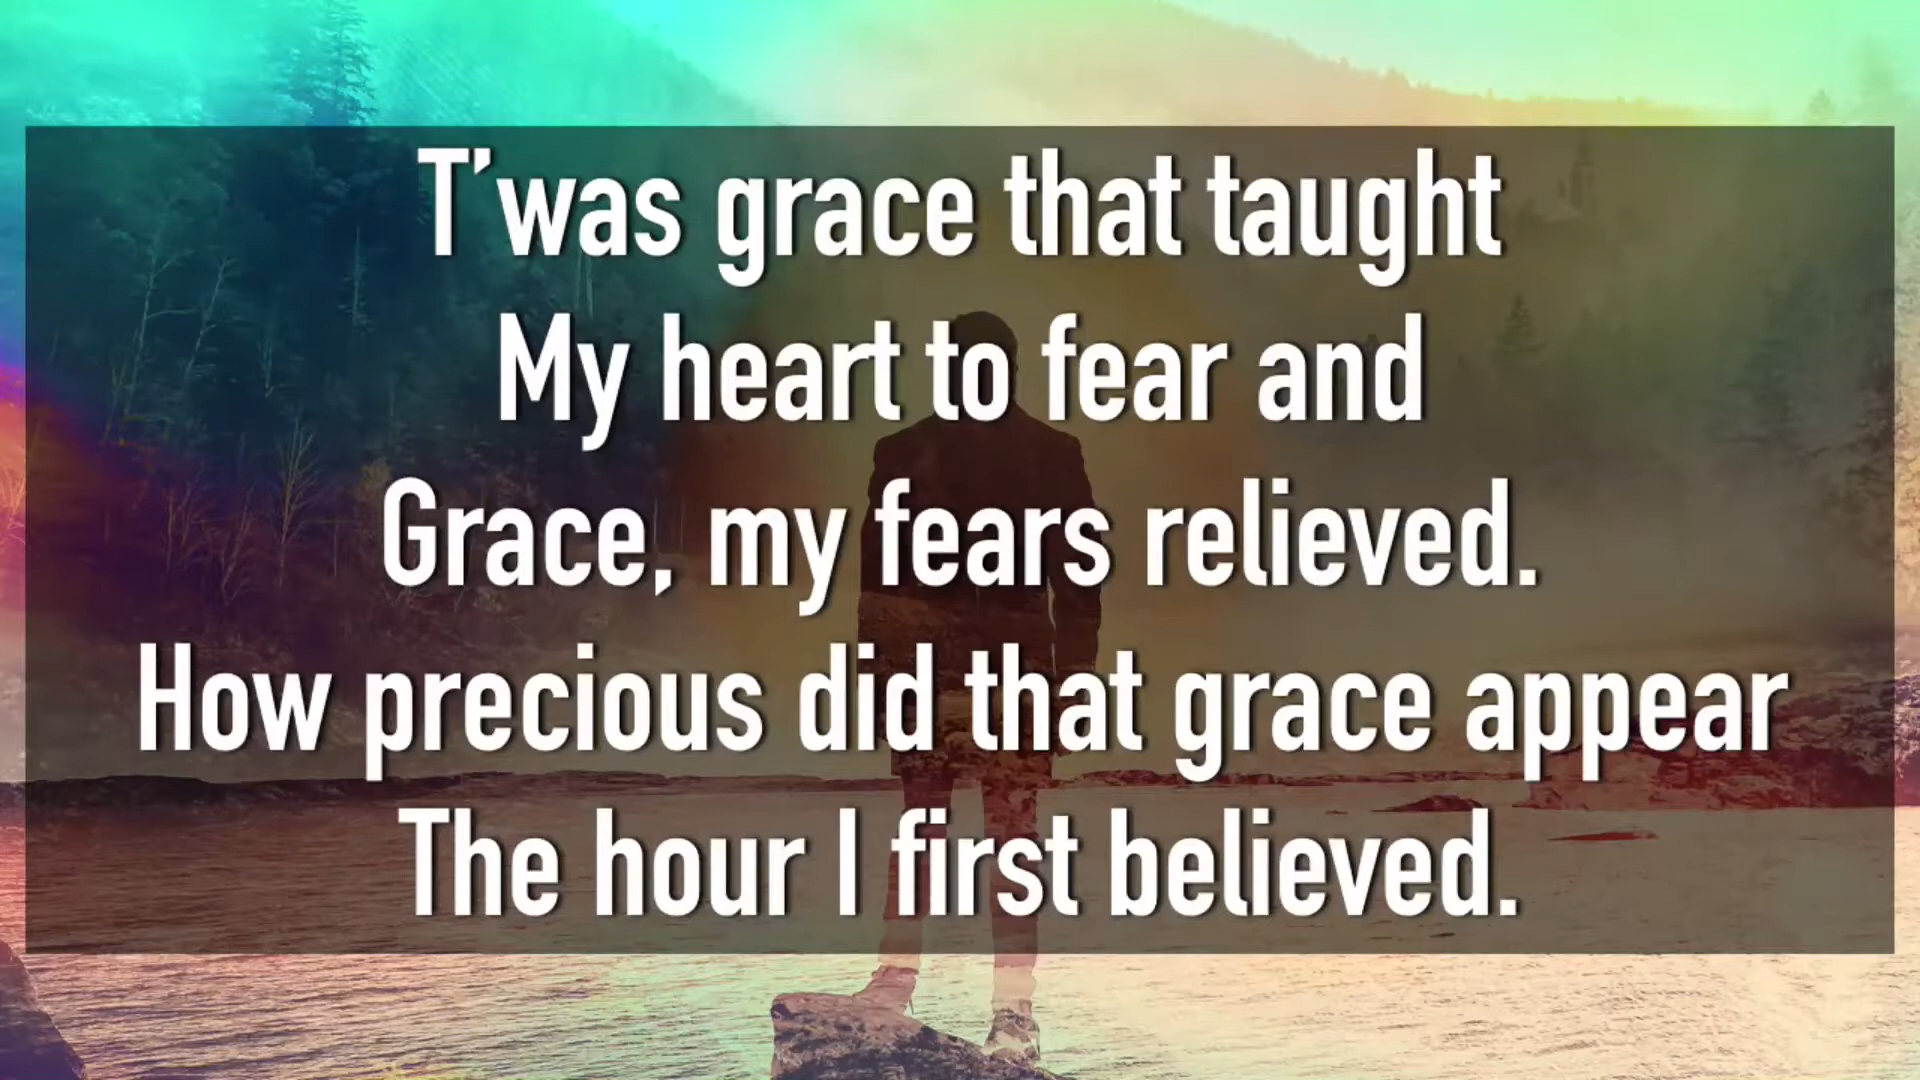 T’was grace that taught
My heart to fear and
Grace, my fears relieved.
How precious did that grace appear
The hour I first believed.